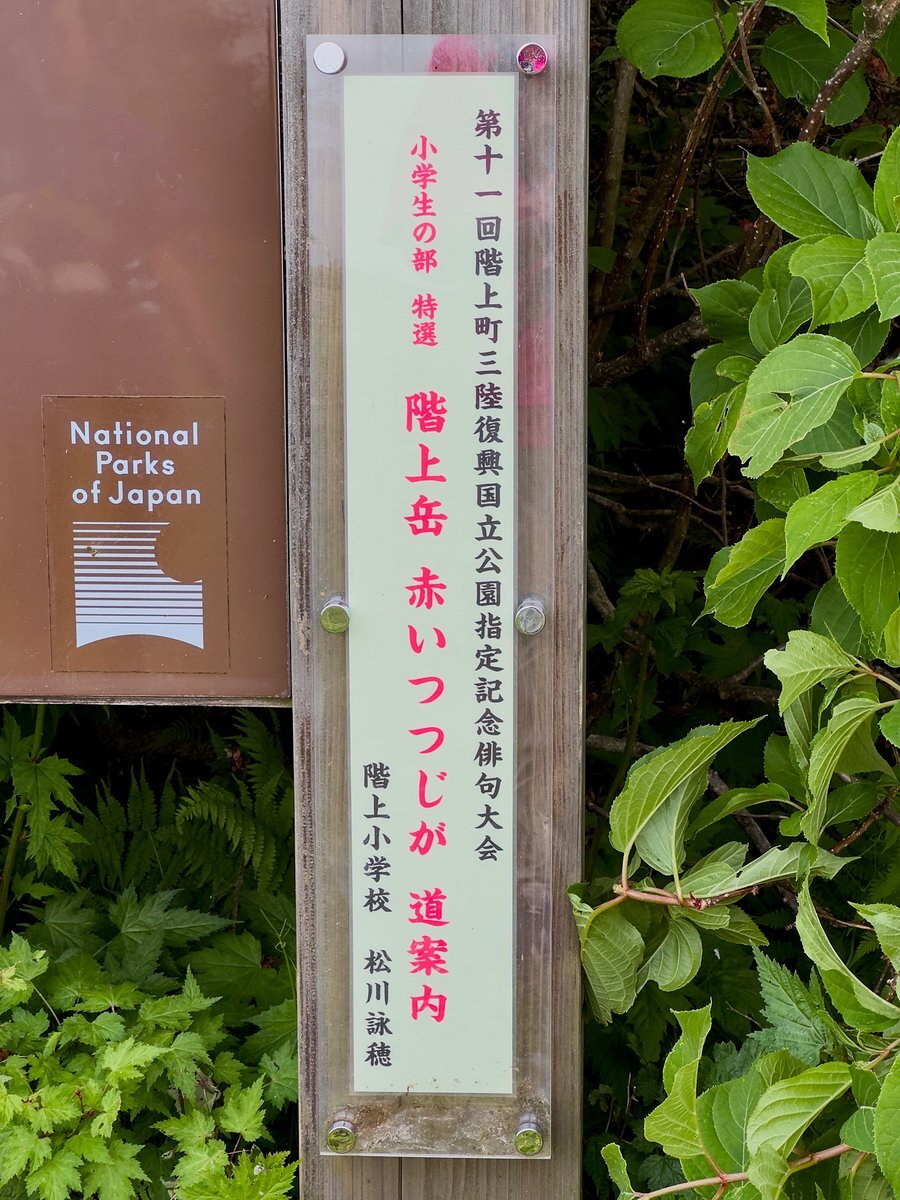 第十一回階上町三陸復興国立公園指定記念俳句大会
小学生の部 特選 階上岳 赤いつつじが 道案内
階上小学校 松川詠穂
National
Parks
of Japan